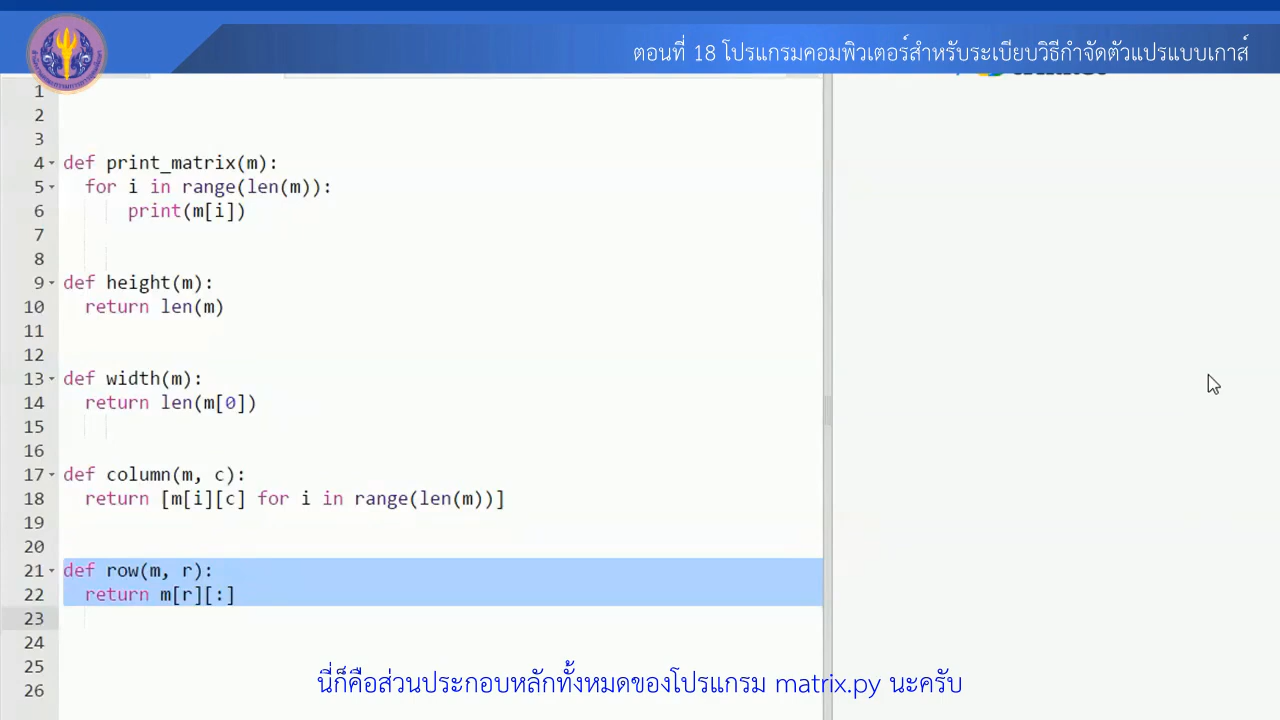 ตอนที่ 18 โปรแกรมคอมพิวเตอร์สำหรับระเบียบวิธีกำจัดตัวแปรแบบเกาส์
1
2
3
4 def print_matrix(m):
5 for i in range(len(m)):
6 print(m[i])
7
8
9 def height(m):
10 return len(m)
11
12
13 def width(m):
14 return len(m[0])
15
16
17 def column(m, c):
18 return [m[i][c] for i in range(len(m))]
19
20
21 def row(m, r):
22 return m[r][:]
23
24
25
26
นี่ก็คือส่วนประกอบหลักทั้งหมดของโปรแกรม matrix.py นะครับ